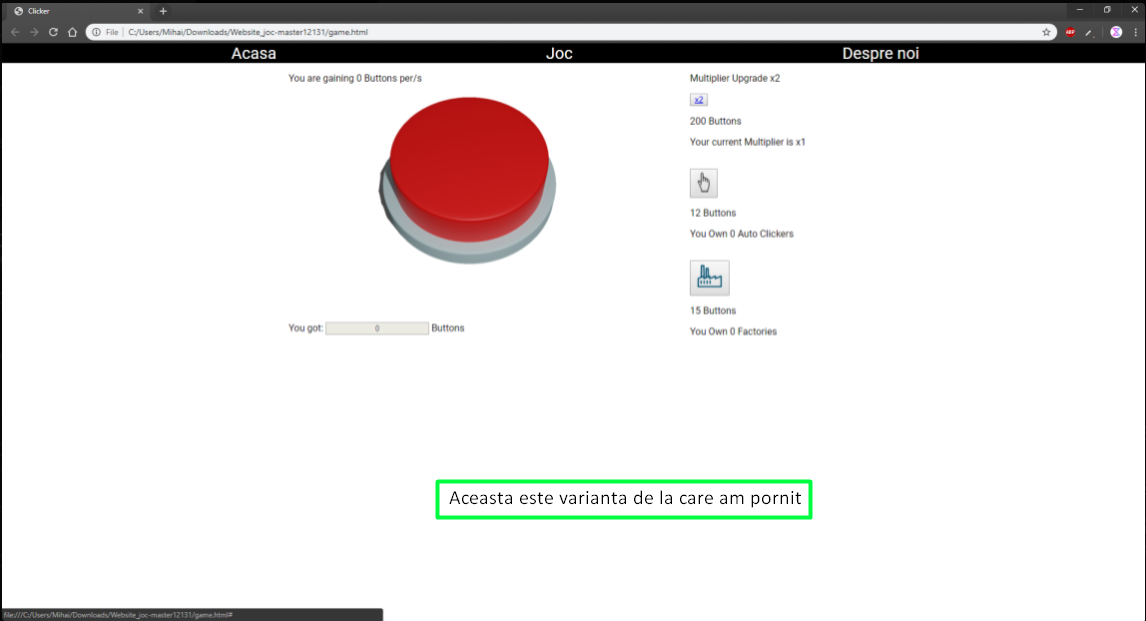 Clicker
File
C:/Users/Mihai/Downloads/Website_joc-master12131/game.html
ABP
Acasa Joc Despre noi
You are gaining 0 Buttons per/s
Multiplier Upgrade x2
x2
200 Buttons
Your current Multiplier is x1
12 Buttons
You Own 0 Auto Clickers
15 Buttons
You Own 0 Factories
You got: 0 Buttons
Aceasta este varianta de la care am pornit
file:///C:/Users/Mihai/Downloads/Website_joc-master12131/game.html#